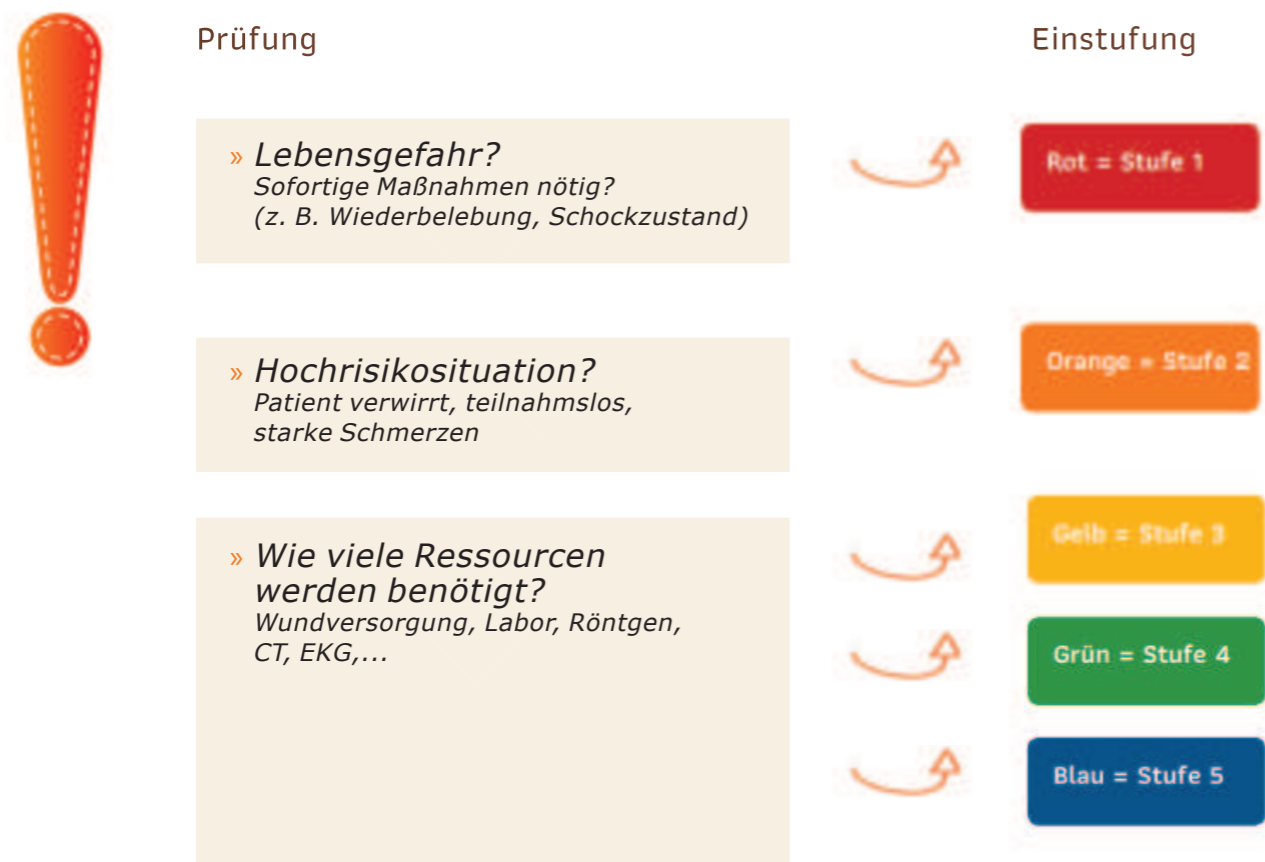 Prüfung
Einstufung
» Lebensgefahr?
Sofortige Maßnahmen nötig?
(z. B. Wiederbelebung, Schockzustand)
Rot = Stufe 1
» Hochrisikosituation?
Patient verwirrt, teilnahmslos,
starke Schmerzen
Orange = Stufe 2
» Wie viele Ressourcen
werden benötigt?
Wundversorgung, Labor, Röntgen,
CT, EKG,...
Gelb = Stufe 3
Grün = Stufe 4
Blau = Stufe 5